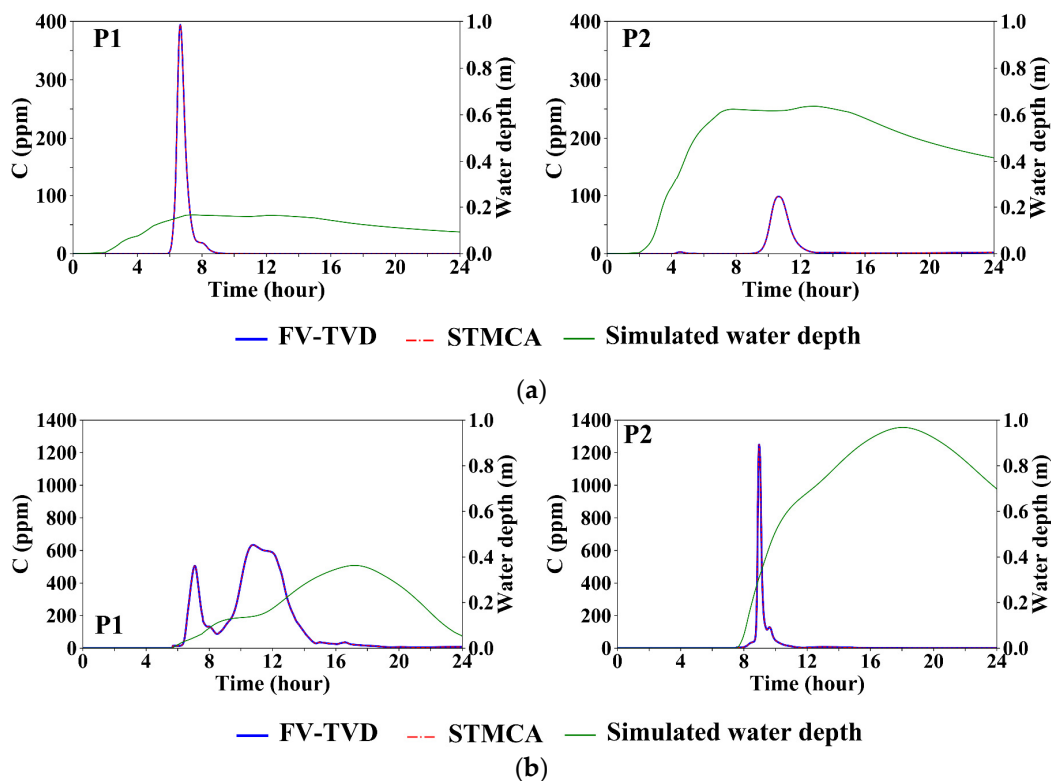 P1
C (ppm)
400
300
200
100
0
0 4 8 12 16 20 24
Time (hour)
1.0
0.8
0.6
0.4
0.2
0.0
Water depth (m)
P2
C (ppm)
400
300
200
100
0
0 4 8 12 16 20 24
Time (hour)
1.0
0.8
0.6
0.4
0.2
0.0
Water depth (m)
FV-TVD STMCA Simulated water depth
(a)
P1
C (ppm)
1400
1200
1000
800
600
400
200
0
0 4 8 12 16 20 24
Time (hour)
1.0
0.8
0.6
0.4
0.2
0.0
Water depth (m)
P2
C (ppm)
1400
1200
1000
800
600
400
200
0
0 4 8 12 16 20 24
Time (hour)
1.0
0.8
0.6
0.4
0.2
0.0
Water depth (m)
FV-TVD STMCA Simulated water depth
(b)